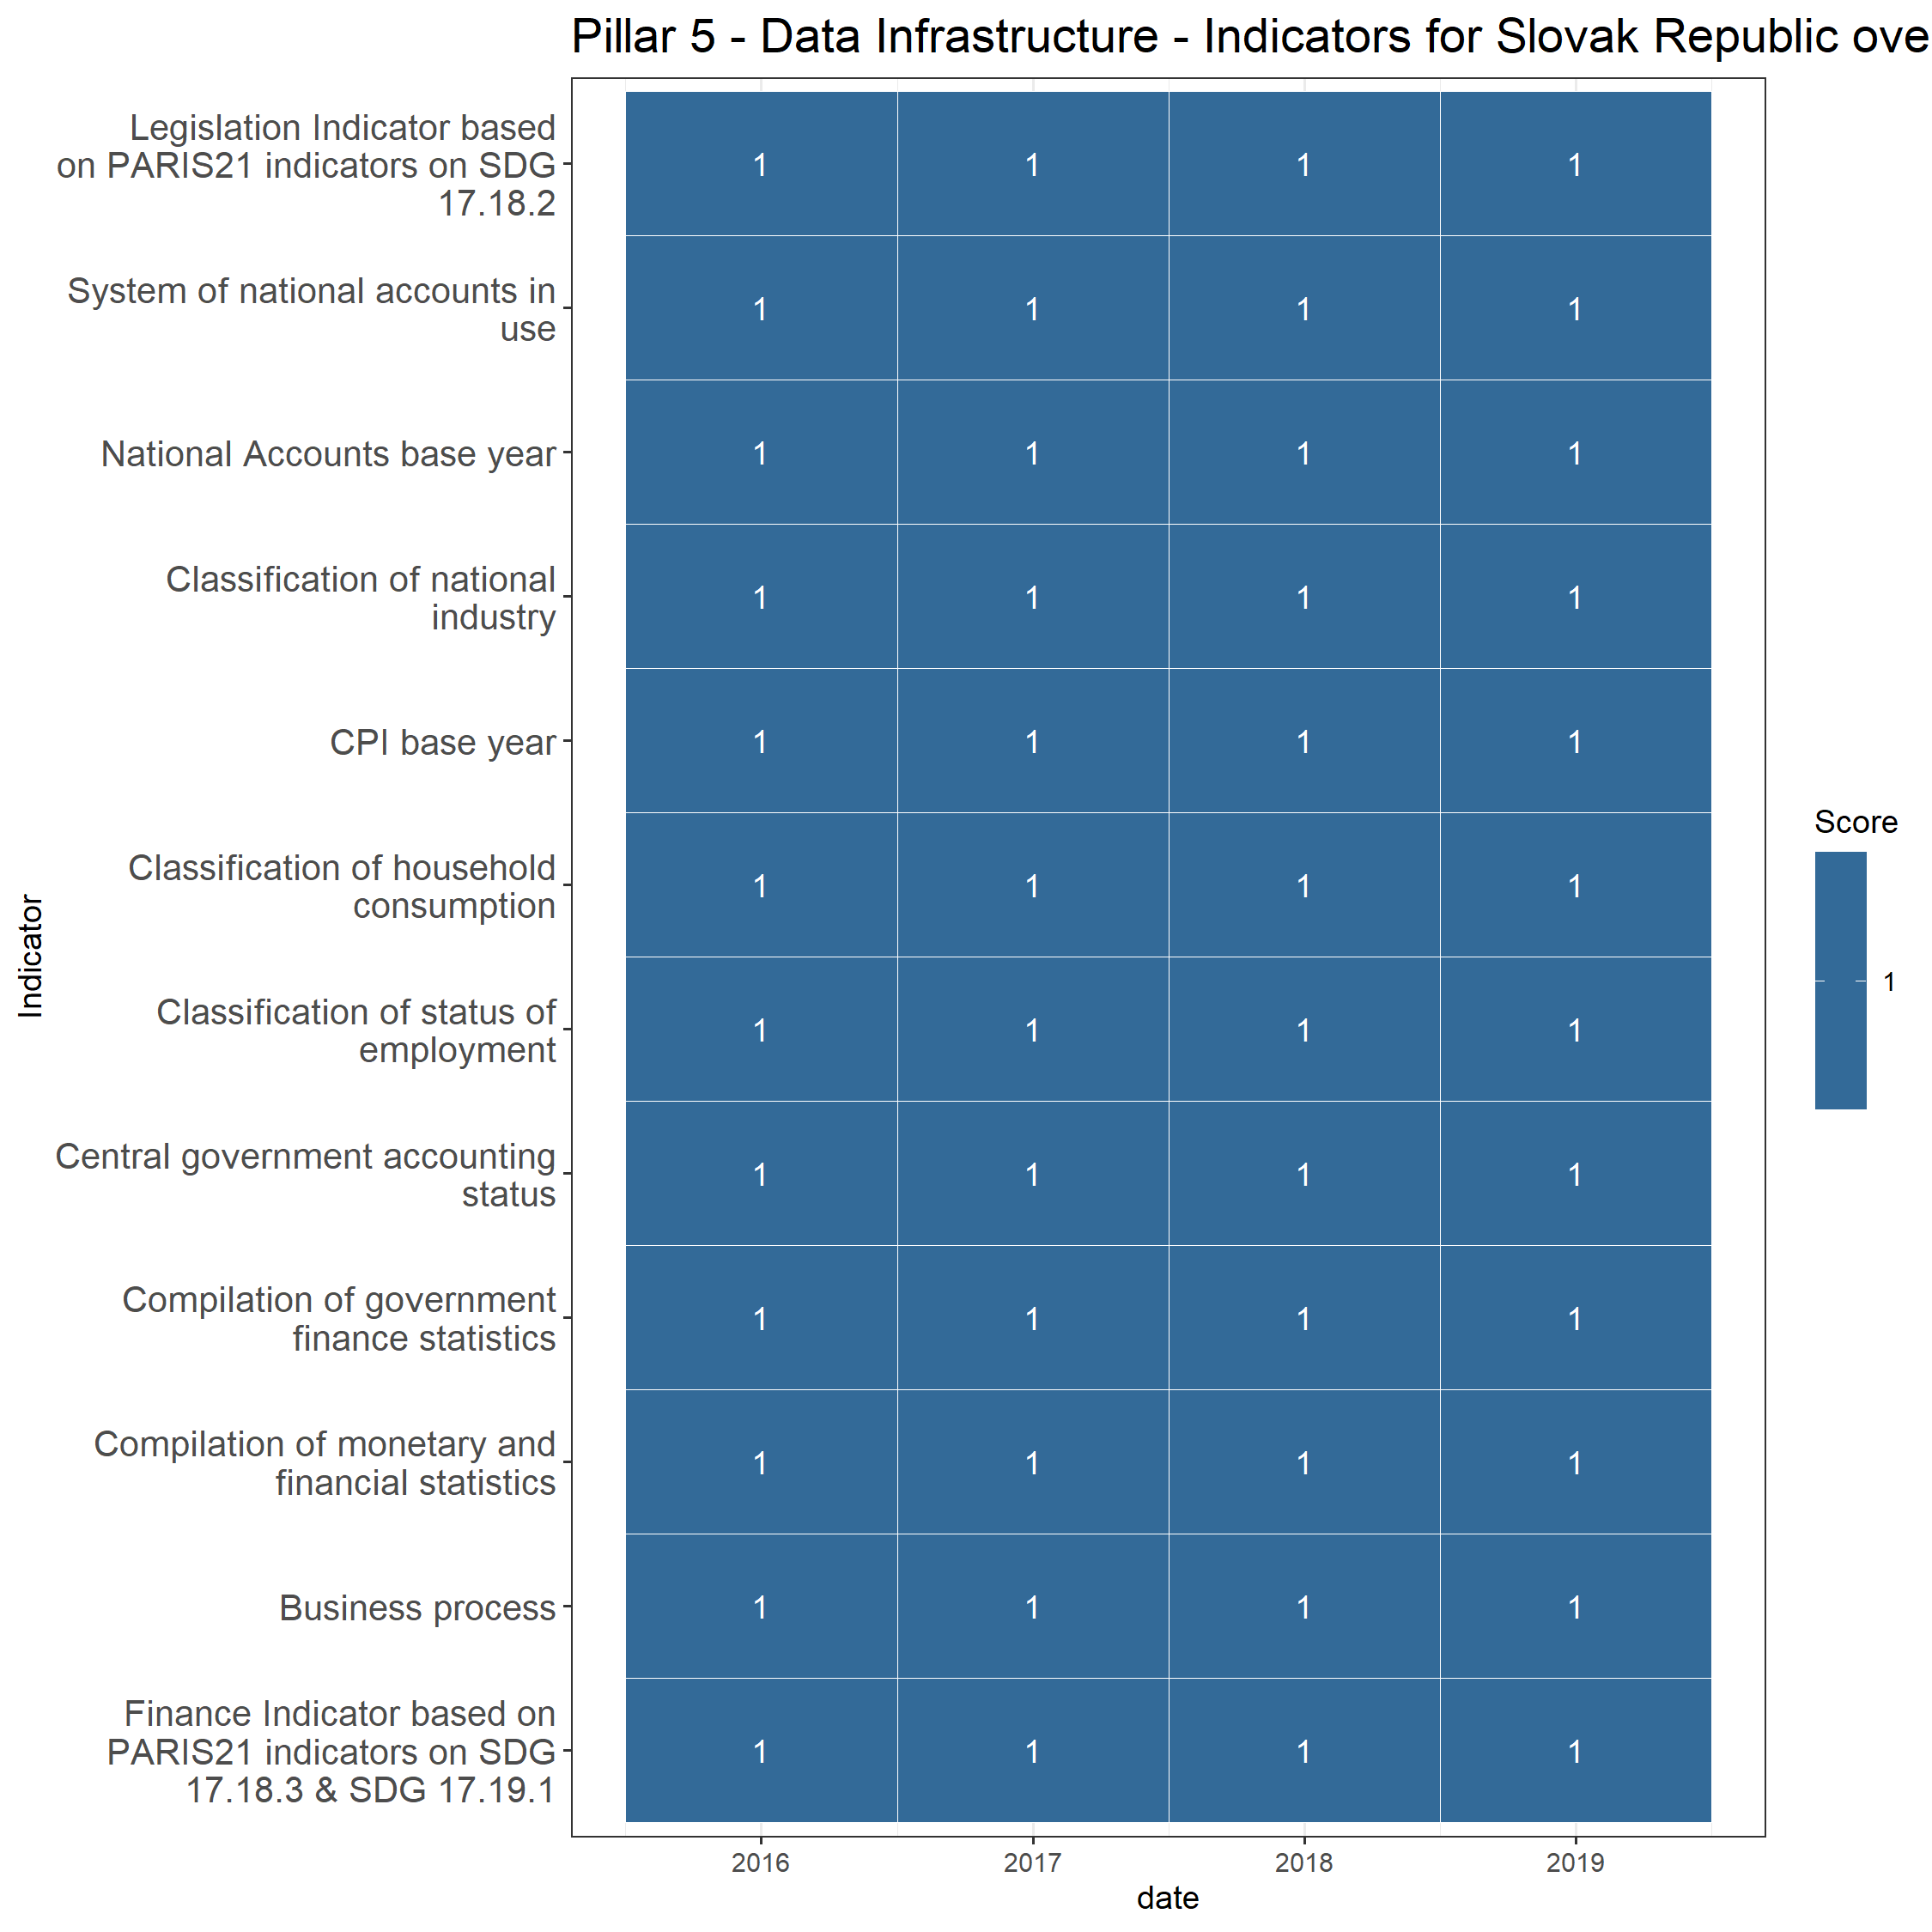 Pillar 5 - Data Infrastructure - Indicators for Slovak Republic ove
Legislation Indicator based
on PARIS21 indicators on SDG
17.18.2
1 1 1 1
System of national accounts in
use
1 1 1 1
National Accounts base year
1 1 1 1
Classification of national
industry
1 1 1 1
CPI base year
1 1 1 1
Classification of household
consumption
1 1 1 1
Classification of status of
employment
1 1 1 1
Central government accounting
status
1 1 1 1
Compilation of government
finance statistics
1 1 1 1
Compilation of monetary and
financial statistics
1 1 1 1
Business process
1 1 1 1
Finance Indicator based on
PARIS21 indicators on SDG
17.18.3 & SDG 17.19.1
1 1 1 1
Indicator
2016 2017 2018 2019
date
Score
1